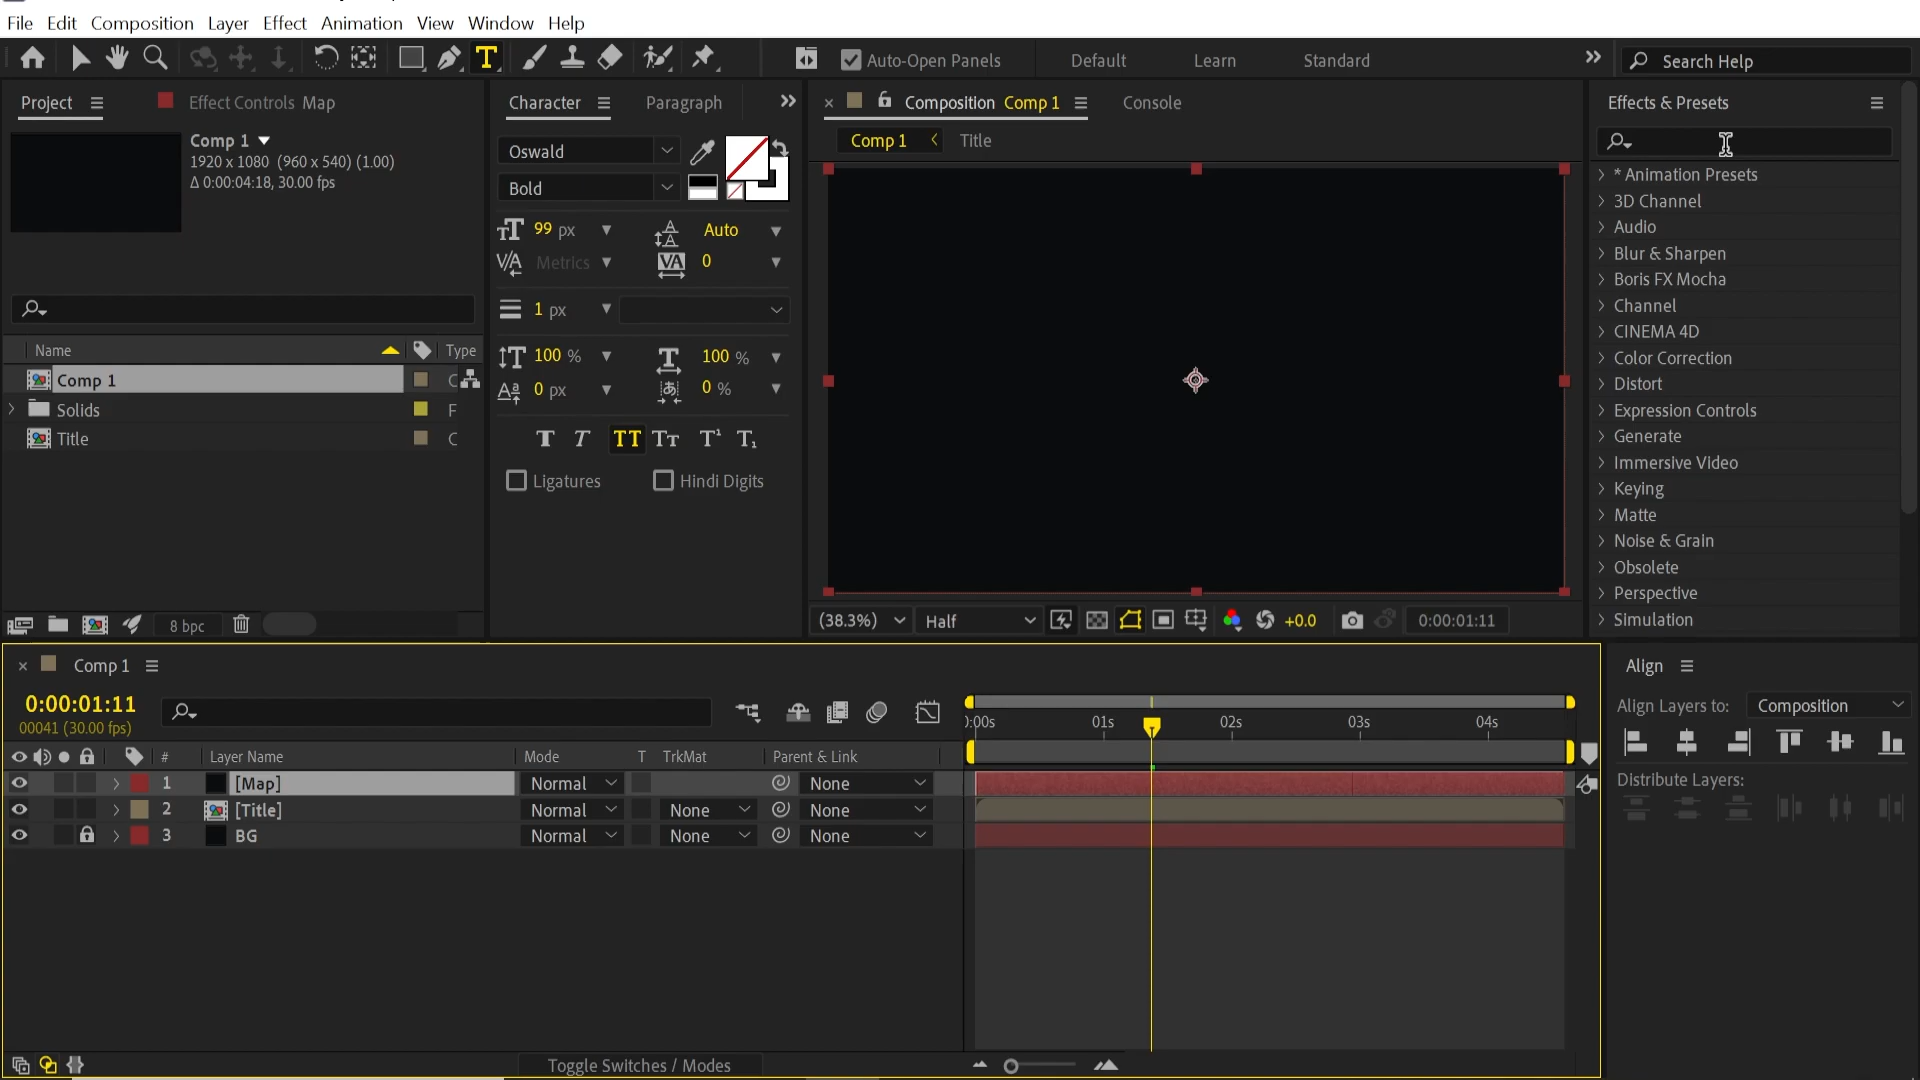 File Edit Composition Layer Effect Animation View Window Help
Auto-Open Panels Default Learn Standard Search Help
Project Effect Controls Map
Comp 1
1920 x 1080 (960 x 540) (1.00)
Δ 0:00:04:18, 30.00 fps
Name Type
Comp 1 C
Solids F
Title C
8 bpc
Character Paragraph
Oswald
Bold
99 px Auto
Metrics 0
1 px
100 % 100 %
0 px 0 %
T T TT Tt T¹ T₁
Ligatures Hindi Digits
Composition Comp 1 Console
Comp 1 Title
(38.3%) Half +0.0 0:00:01:11
Effects & Presets
* Animation Presets
3D Channel
Audio
Blur & Sharpen
Boris FX Mocha
Channel
CINEMA 4D
Color Correction
Distort
Expression Controls
Generate
Immersive Video
Keying
Matte
Noise & Grain
Obsolete
Perspective
Simulation
Comp 1
0:00:01:11
00041 (30.00 fps)
# Layer Name Mode T TrkMat Parent & Link
1 [Map] Normal None
2 [Title] Normal None None
3 BG Normal None None
Toggle Switches / Modes
):00s 01s 02s 03s 04s
Align
Align Layers to: Composition
Distribute Layers: